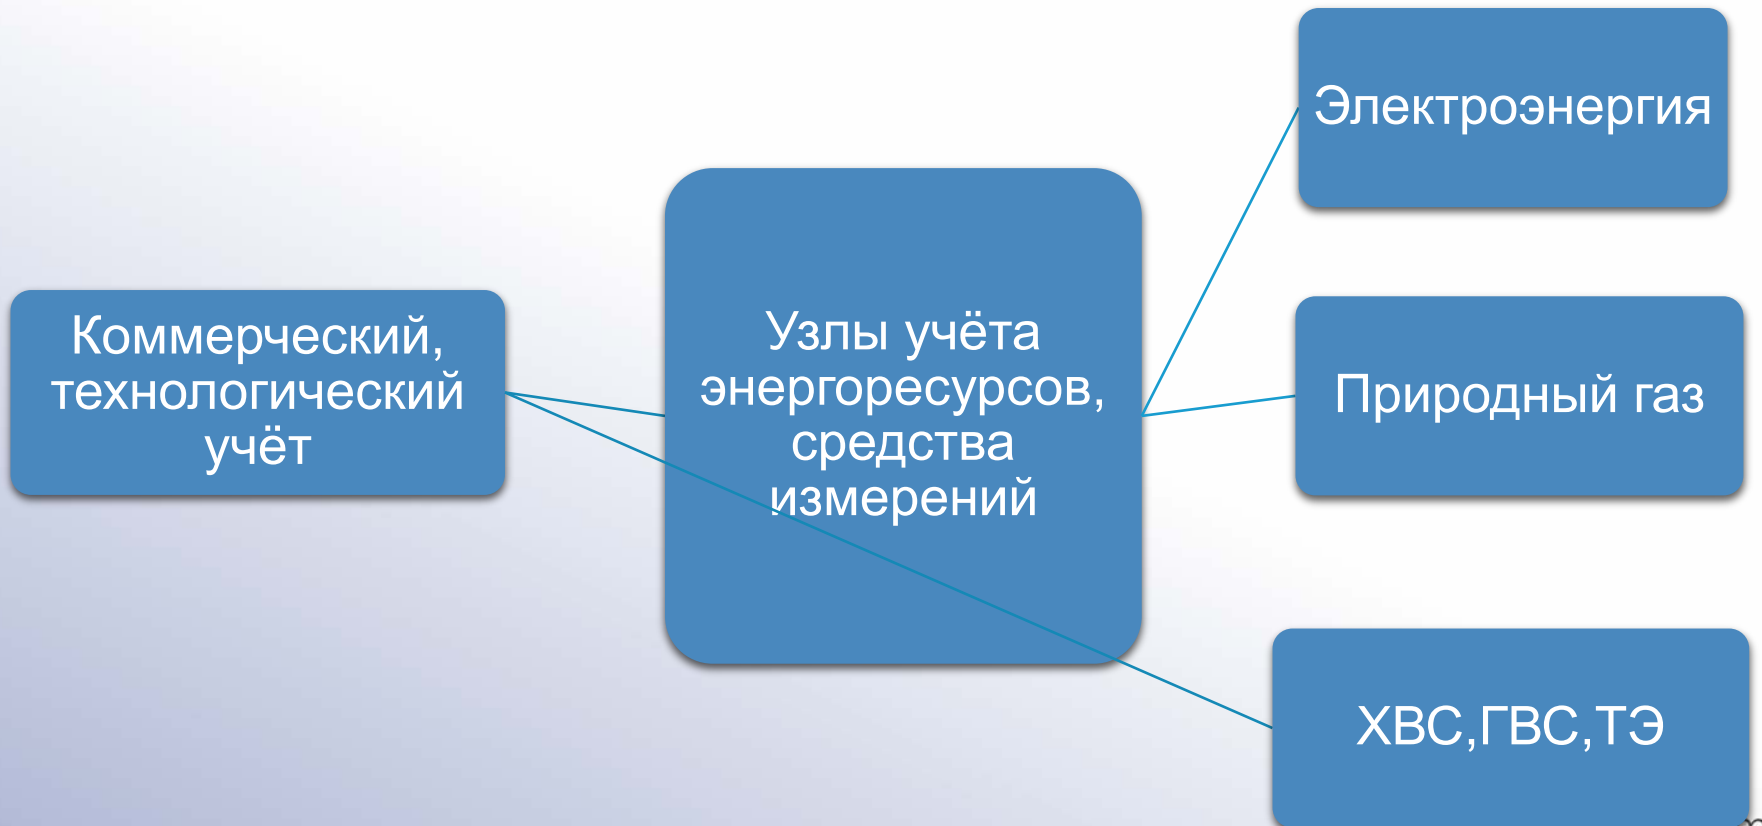 Электроэнергия
Коммерческий,
технологический
учёт
Узлы учёта
энергоресурсов,
средства
измерений
Природный газ
ХВС,ГВС,ТЭ